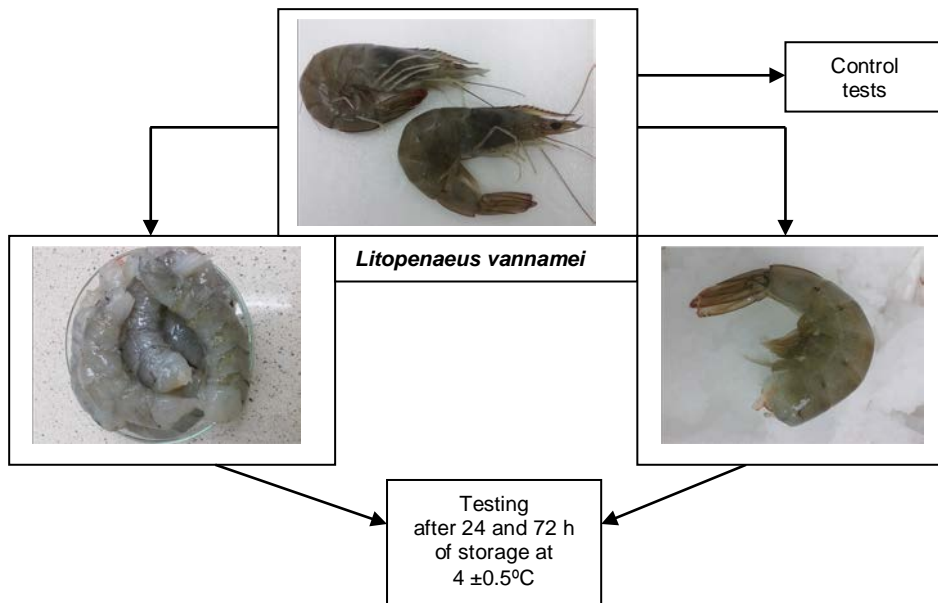 Control
tests
Litopenaeus vannamei
Testing
after 24 and 72 h
of storage at
4 ±0.5ºC